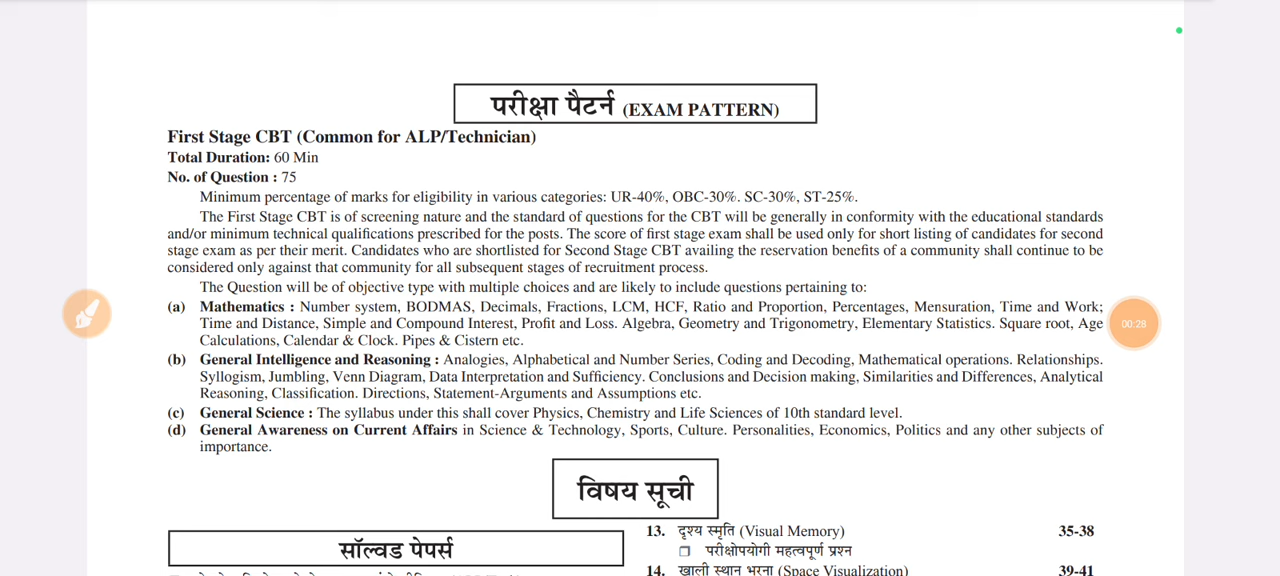 परीक्षा पैटर्न (EXAM PATTERN)
First Stage CBT (Common for ALP/Technician)
Total Duration: 60 Min
No. of Question : 75
Minimum percentage of marks for eligibility in various categories: UR-40%, OBC-30%. SC-30%, ST-25%.
The First Stage CBT is of screening nature and the standard of questions for the CBT will be generally in conformity with the educational standards
and/or minimum technical qualifications prescribed for the posts. The score of first stage exam shall be used only for short listing of candidates for second
stage exam as per their merit. Candidates who are shortlisted for Second Stage CBT availing the reservation benefits of a community shall continue to be
considered only against that community for all subsequent stages of recruitment process.
The Question will be of objective type with multiple choices and are likely to include questions pertaining to:
(a) Mathematics : Number system, BODMAS, Decimals, Fractions, LCM, HCF, Ratio and Proportion, Percentages, Mensuration, Time and Work;
Time and Distance, Simple and Compound Interest, Profit and Loss. Algebra, Geometry and Trigonometry, Elementary Statistics. Square root, Age
Calculations, Calendar & Clock. Pipes & Cistern etc.
00:28
(b) General Intelligence and Reasoning : Analogies, Alphabetical and Number Series, Coding and Decoding, Mathematical operations. Relationships.
Syllogism, Jumbling, Venn Diagram, Data Interpretation and Sufficiency. Conclusions and Decision making, Similarities and Differences, Analytical
Reasoning, Classification. Directions, Statement-Arguments and Assumptions etc.
(c) General Science : The syllabus under this shall cover Physics, Chemistry and Life Sciences of 10th standard level.
(d) General Awareness on Current Affairs in Science & Technology, Sports, Culture. Personalities, Economics, Politics and any other subjects of
importance.
विषय सूची
सॉल्वड पेपर्स
13. दृश्य स्मृति (Visual Memory) 35-38
परीक्षोपयोगी महत्वपूर्ण प्रश्न
14. खाली स्थान भरना (Space Visualization) 39-41